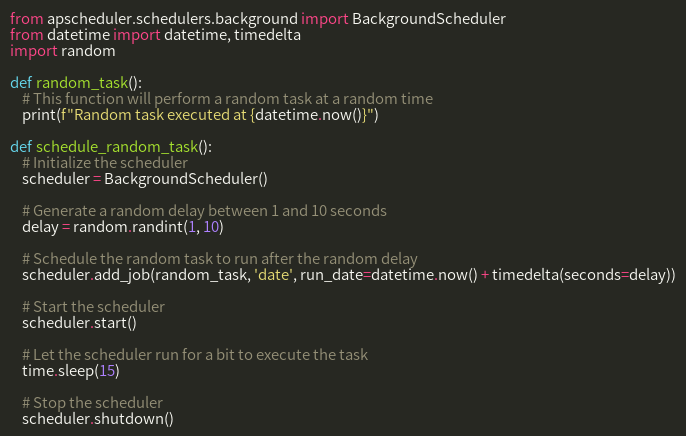 from apscheduler.schedulers.background import BackgroundScheduler
from datetime import datetime, timedelta
import random

def random_task():
    # This function will perform a random task at a random time
    print(f"Random task executed at {datetime.now()}")

def schedule_random_task():
    # Initialize the scheduler
    scheduler = BackgroundScheduler()

    # Generate a random delay between 1 and 10 seconds
    delay = random.randint(1, 10)

    # Schedule the random task to run after the random delay
    scheduler.add_job(random_task, 'date', run_date=datetime.now() + timedelta(seconds=delay))

    # Start the scheduler
    scheduler.start()

    # Let the scheduler run for a bit to execute the task
    time.sleep(15)

    # Stop the scheduler
    scheduler.shutdown()